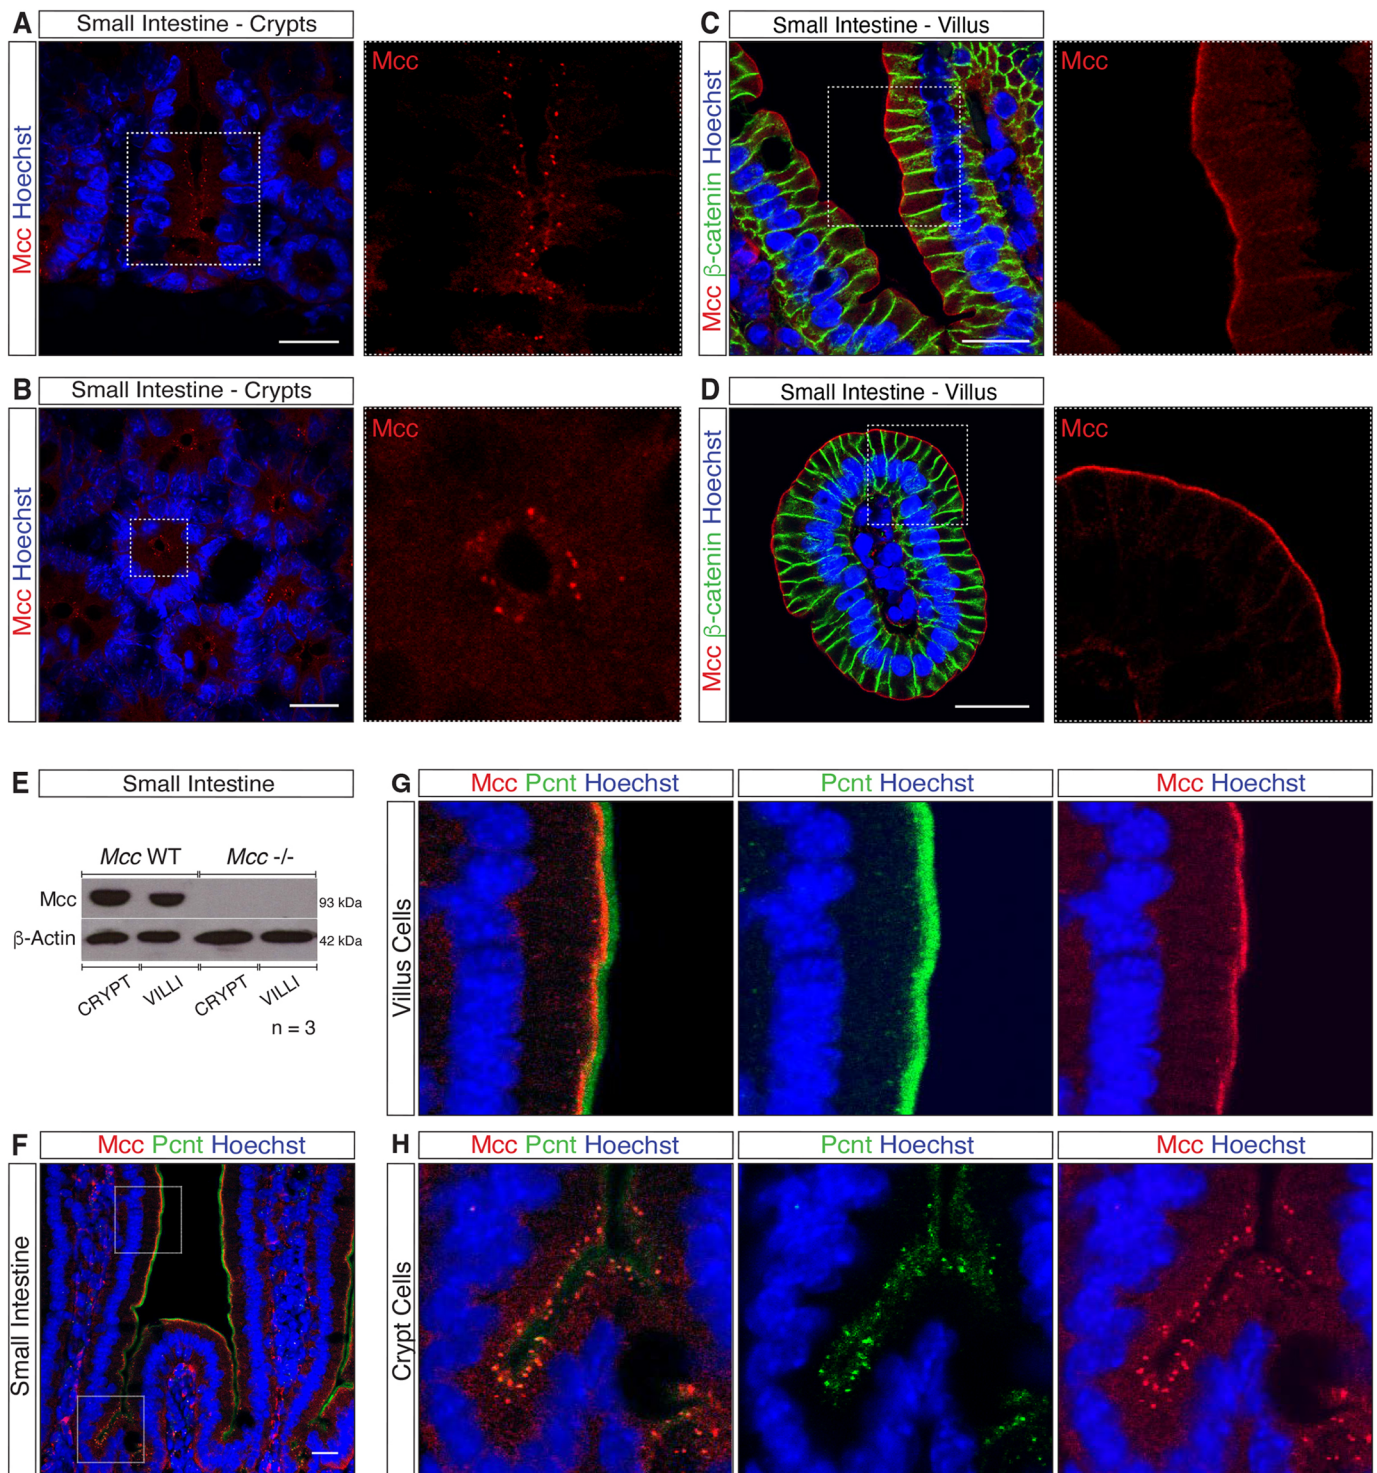 A
Small Intestine - Crypts
Mcc Hoechst
Mcc
C
Small Intestine - Villus
Mcc β-catenin Hoechst
Mcc
B
Small Intestine - Crypts
Mcc Hoechst
Mcc
D
Small Intestine - Villus
Mcc β-catenin Hoechst
Mcc
E
Small Intestine
Mcc WT
Mcc -/-
Mcc
93 kDa
β-Actin
42 kDa
CRYPT
VILLI
CRYPT
VILLI
n = 3
G
Mcc Pcnt Hoechst
Pcnt Hoechst
Mcc Hoechst
Villus Cells
F
Mcc Pcnt Hoechst
Small Intestine
H
Mcc Pcnt Hoechst
Pcnt Hoechst
Mcc Hoechst
Crypt Cells